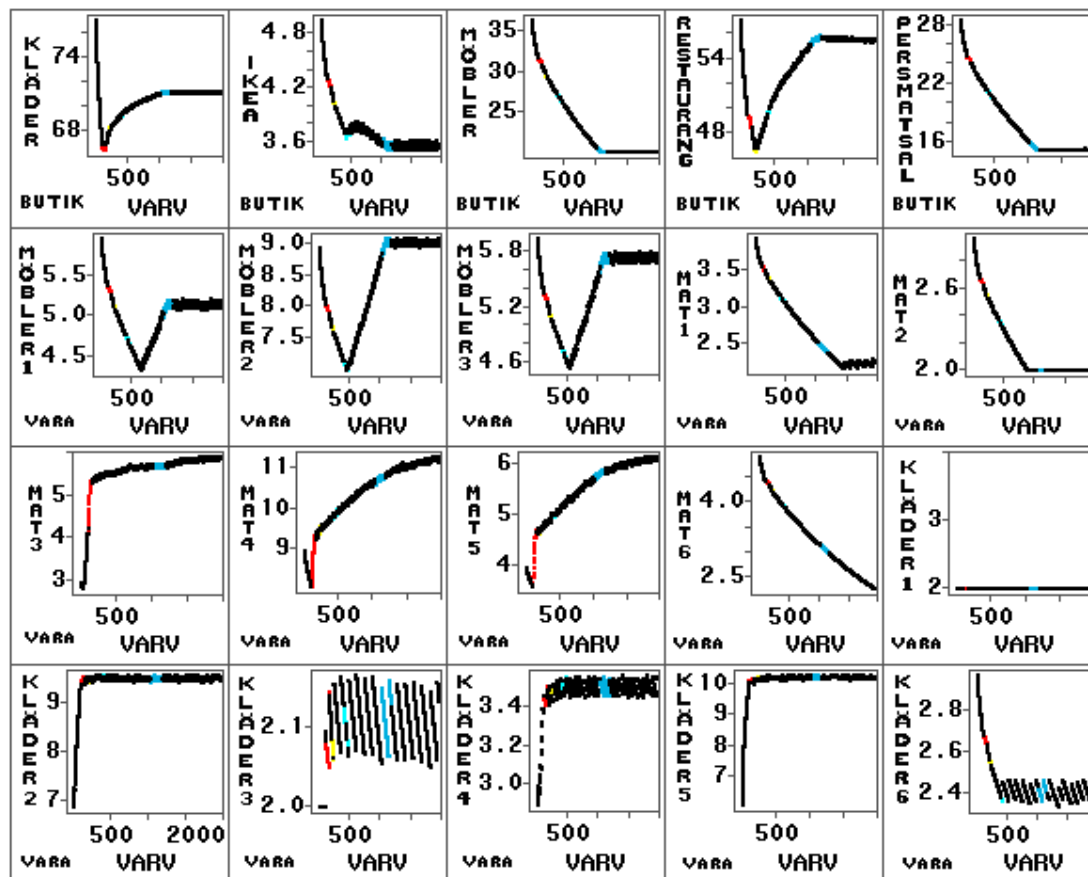 KLÄDER
74
68
500
BUTIK VARV
IKEA
4.8
4.2
3.6
500
BUTIK VARV
MÖBLER
35
30
25
500
BUTIK VARV
RESTAURANG
54
48
500
BUTIK VARV
PERSMATSAL
28
22
16
500
BUTIK VARV
MÖBLER1
5.5
5.0
4.5
500
VARA VARV
MÖBLER2
9.0
8.0
7.5
500
VARA VARV
MÖBLER3
5.8
5.2
4.6
500
VARA VARV
MAT1
3.5
3.0
2.5
500
VARA VARV
MAT2
2.6
2.0
500
VARA VARV
MAT3
5
4
3
500
VARA VARV
MAT4
11
10
9
500
VARA VARV
MAT5
6
5
4
500
VARA VARV
MAT6
4.0
2.5
500
VARA VARV
KLÄDER1
3
2
500
VARA VARV
KLÄDER2
9
8
7
500 2000
VARA VARV
KLÄDER3
2.1
2.0
500
VARA VARV
KLÄDER4
3.4
3.2
3.0
500
VARA VARV
KLÄDER5
10
9
8
7
500
VARA VARV
KLÄDER6
2.8
2.6
2.4
500
VARA VARV